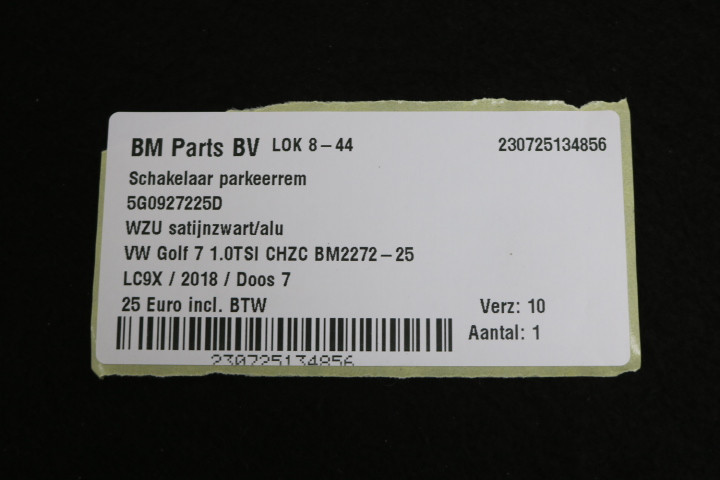 BM Parts BV LOK 8-44 230725134856
Schakelaar parkeerrem
5G0927225D
WZU satijnzwart/alu
VW Golf 7 1.0TSI CHZC BM2272-25
LC9X / 2018 / Doos 7
25 Euro incl. BTW Verz: 10
Aantal: 1
230725134856